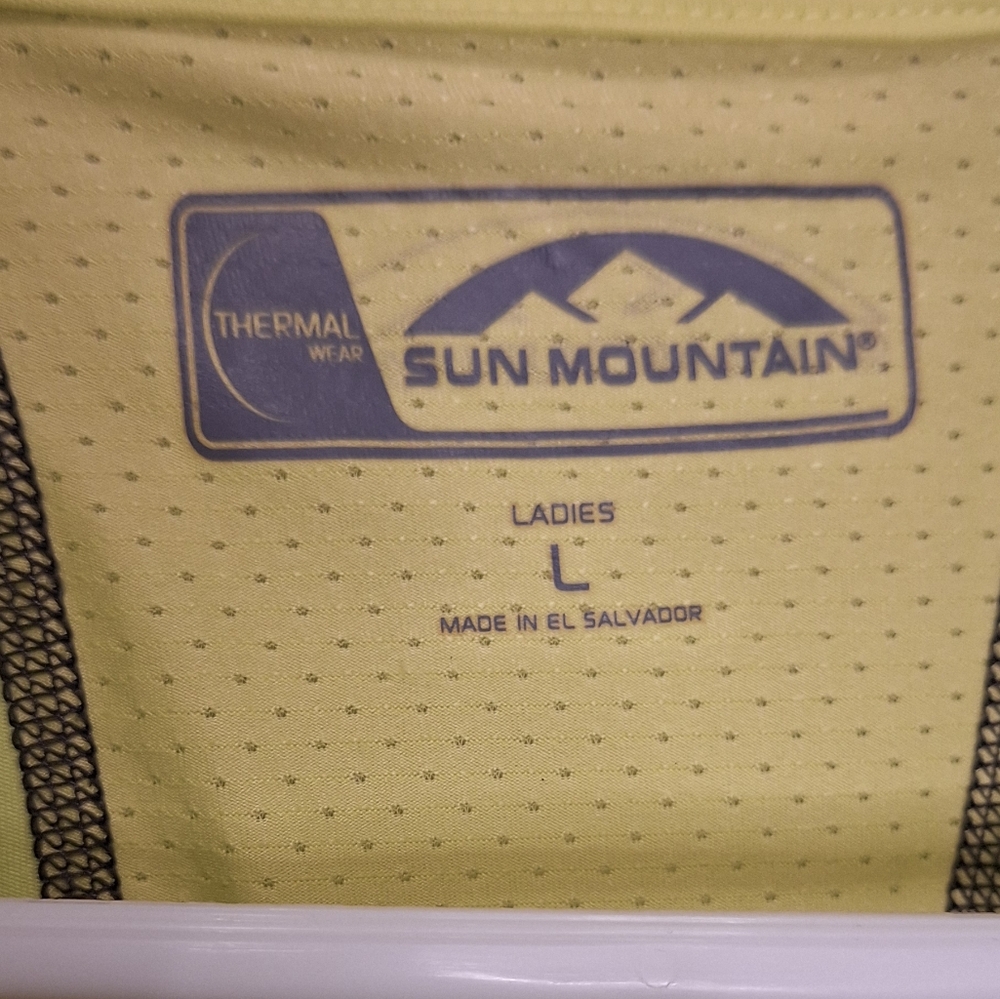 THERMAL
WEAR
SUN MOUNTAIN®
LADIES
L
MADE IN EL SALVADOR